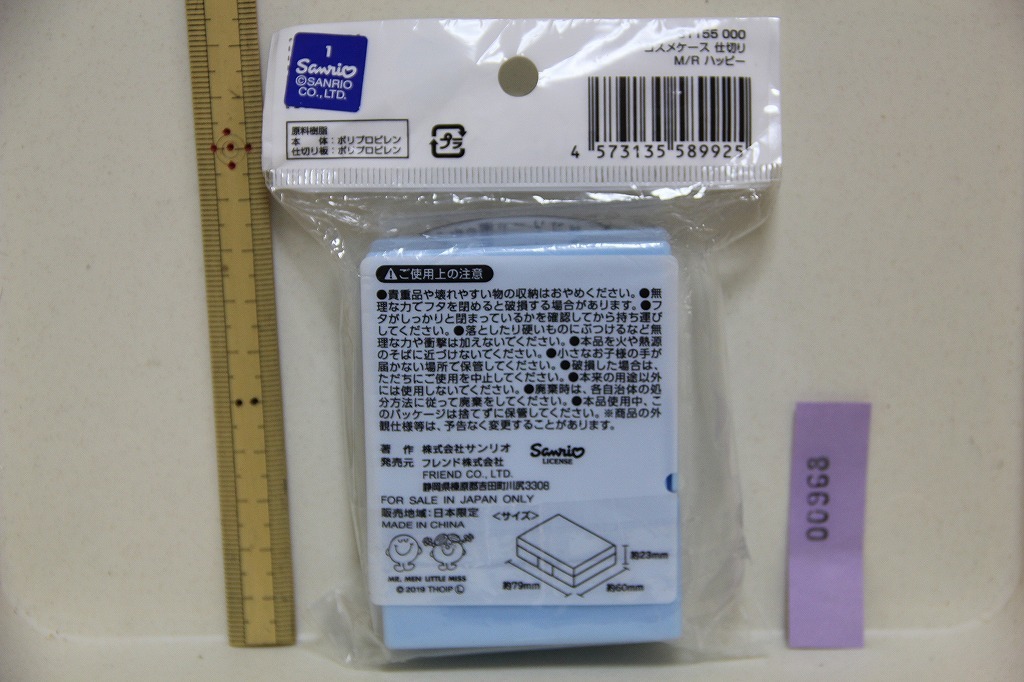 1
Sanrio
©SANRIO
CO., LTD.
1155 000
コスメケース 仕切り
M/R ハッピー
原料樹脂
本　体：ポリプロピレン
仕切り板：ポリプロピレン
プラ
4 573135 589925
ご使用上の注意
●貴重品や壊れやすい物の収納はおやめください。●無
理な力でフタを閉めると破損する場合があります。●フ
タがしっかりと閉まっているかを確認してから持ち運び
してください。●落としたり硬いものにぶつけるなど無
理な力や衝撃は加えないでください。●本品を火や熱源
のそばに近づけないでください。●小さなお子様の手が
届かない場所で保管してください。●破損した場合は、
ただちにご使用を中止してください。●本来の用途以外
には使用しないでください。●廃棄時は、各自治体の処
分方法に従って廃棄をしてください。●本品使用中、こ
のパッケージは捨てずに保管してください。※商品の外
観仕様等は、予告なく変更することがあります。
著　作　株式会社サンリオ
Sanrio
LICENSE
発売元　フレンド株式会社
FRIEND CO., LTD.
静岡県榛原郡吉田町川尻3308
FOR SALE IN JAPAN ONLY
販売地域：日本限定
MADE IN CHINA
＜サイズ＞
約23mm
約79mm
約60mm
MR. MEN LITTLE MISS
©2019 THOIP Ⓛ
00968